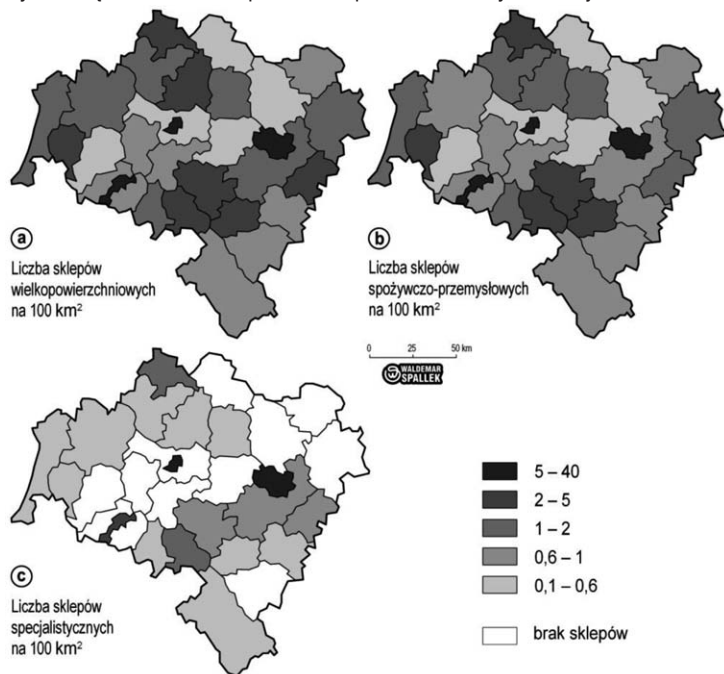 a
Liczba sklepów
wielkopowierzchniowych
na 100 km²
b
Liczba sklepów
spożywczo-przemysłowych
na 100 km²
0 25 50 km
WALDEMAR
SPALLEK
c
Liczba sklepów
specjalistycznych
na 100 km²
5 – 40
2 – 5
1 – 2
0,6 – 1
0,1 – 0,6
brak sklepów